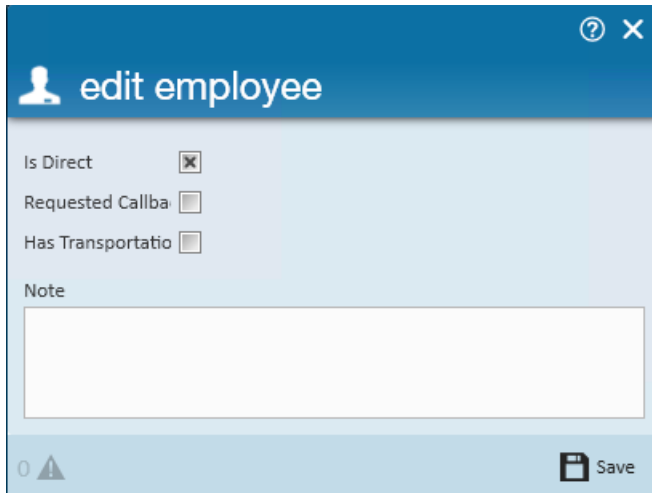 edit employee
Is Direct
Requested Callba
Has Transportatio
Note
0
Save